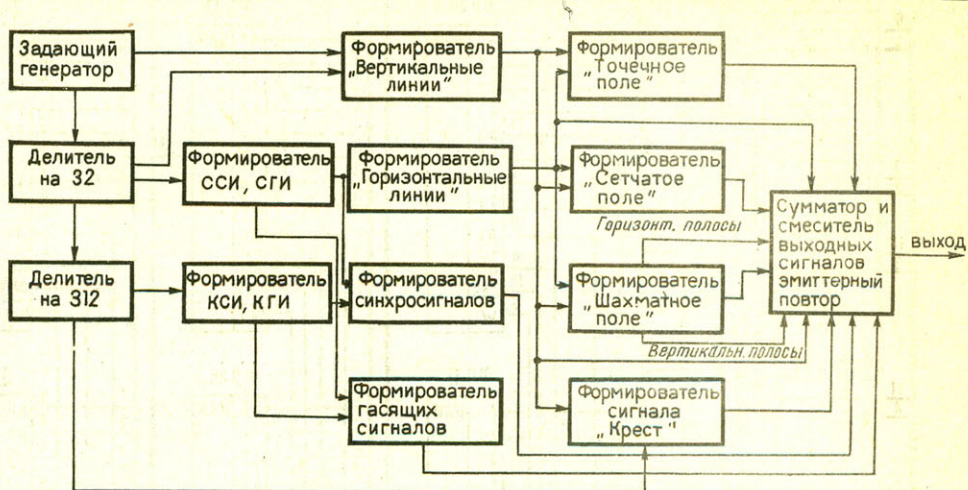 Задающий
генератор
Формирователь
„Вертикальные
линии"
Формирователь
„Точечное
поле"
Делитель
на 32
Формирователь
ССИ, СГИ
Формирователь
„Горизонтальные
линии"
Формирователь
„Сетчатое
поле"
Горизонт. полосы
Сумматор и
смеситель
выходных
сигналов
эмиттерный
повтор
выход
Делитель
на 312
Формирователь
КСИ, КГИ
Формирователь
синхросигналов
Формирователь
„Шахматное
поле"
Вертикальн. полосы
Формирователь
гасящих
сигналов
Формирователь
сигнала
„Крест"